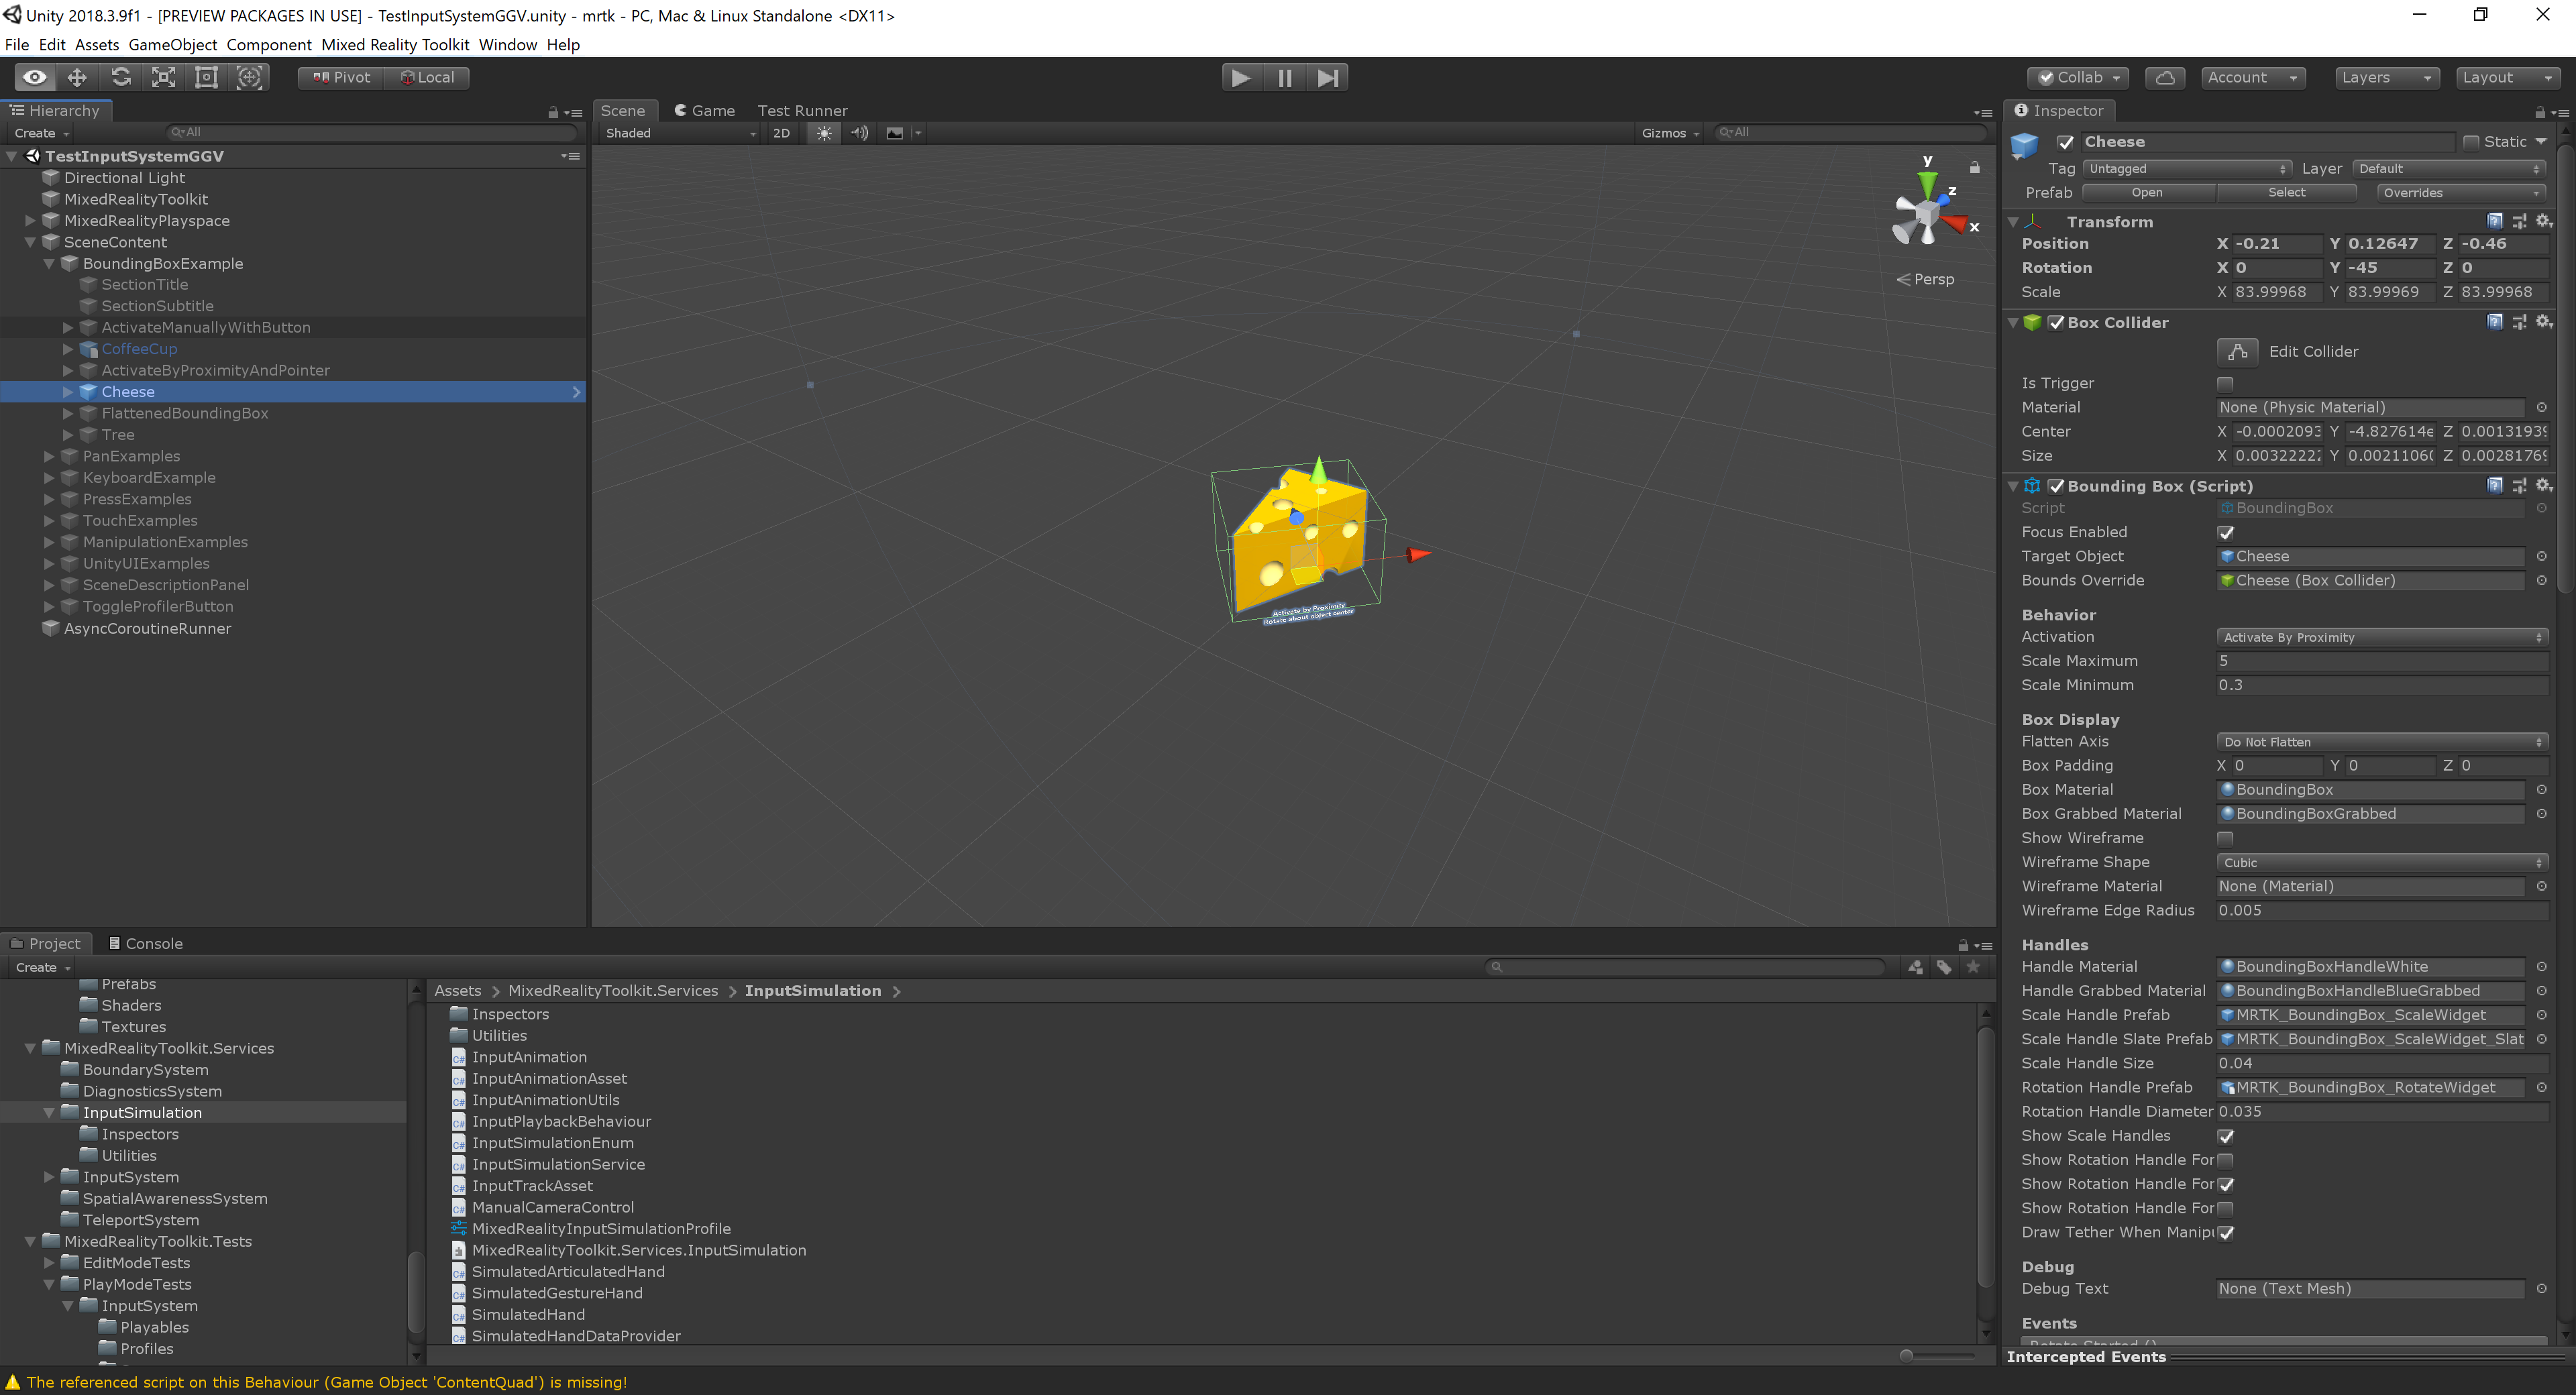 Unity 2018.3.9f1 - [PREVIEW PACKAGES IN USE] - TestInputSystemGGV.unity - mrtk - PC, Mac & Linux Standalone <DX11>
File Edit Assets GameObject Component Mixed Reality Toolkit Window Help
Pivot Local
Collab Account Layers Layout
Hierarchy
Create All
TestInputSystemGGV
Directional Light
MixedRealityToolkit
MixedRealityPlayspace
SceneContent
BoundingBoxExample
SectionTitle
SectionSubtitle
ActivateManuallyWithButton
CoffeeCup
ActivateByProximityAndPointer
Cheese
FlattenedBoundingBox
Tree
PanExamples
KeyboardExample
PressExamples
TouchExamples
ManipulationExamples
UnityUIExamples
SceneDescriptionPanel
ToggleProfilerButton
AsyncCoroutineRunner
Scene Game Test Runner
Shaded 2D Gizmos All
y
z
x
Persp
Activate by Proximity
Rotate about object center
Inspector
Cheese Static
Tag Untagged Layer Default
Prefab Open Select Overrides
Transform
Position X -0.21 Y 0.12647 Z -0.46
Rotation X 0 Y -45 Z 0
Scale X 83.99968 Y 83.99969 Z 83.99968
Box Collider
Edit Collider
Is Trigger
Material None (Physic Material)
Center X -0.0002093 Y -4.827614e Z 0.0013193
Size X 0.0032222 Y 0.0021106 Z 0.0028176
Bounding Box (Script)
Script BoundingBox
Focus Enabled
Target Object Cheese
Bounds Override Cheese (Box Collider)
Behavior
Activation Activate By Proximity
Scale Maximum 5
Scale Minimum 0.3
Box Display
Flatten Axis Do Not Flatten
Box Padding X 0 Y 0 Z 0
Box Material BoundingBox
Box Grabbed Material BoundingBoxGrabbed
Show Wireframe
Wireframe Shape Cubic
Wireframe Material None (Material)
Wireframe Edge Radius 0.005
Handles
Handle Material BoundingBoxHandleWhite
Handle Grabbed Material BoundingBoxHandleBlueGrabbed
Scale Handle Prefab MRTK_BoundingBox_ScaleWidget
Scale Handle Slate Prefab MRTK_BoundingBox_ScaleWidget_Slat
Scale Handle Size 0.04
Rotation Handle Prefab MRTK_BoundingBox_RotateWidget
Rotation Handle Diameter 0.035
Show Scale Handles
Show Rotation Handle For
Show Rotation Handle For
Show Rotation Handle For
Draw Tether When Manipu
Debug
Debug Text None (Text Mesh)
Events
Rotate Started ()
Intercepted Events
Project Console
Create
Prefabs
Shaders
Textures
MixedRealityToolkit.Services
BoundarySystem
DiagnosticsSystem
InputSimulation
Inspectors
Utilities
InputSystem
SpatialAwarenessSystem
TeleportSystem
MixedRealityToolkit.Tests
EditModeTests
PlayModeTests
InputSystem
Playables
Profiles
Assets MixedRealityToolkit.Services InputSimulation
Inspectors
Utilities
InputAnimation
InputAnimationAsset
InputAnimationUtils
InputPlaybackBehaviour
InputSimulationEnum
InputSimulationService
InputTrackAsset
ManualCameraControl
MixedRealityInputSimulationProfile
MixedRealityToolkit.Services.InputSimulation
SimulatedArticulatedHand
SimulatedGestureHand
SimulatedHand
SimulatedHandDataProvider
The referenced script on this Behaviour (Game Object 'ContentQuad') is missing!